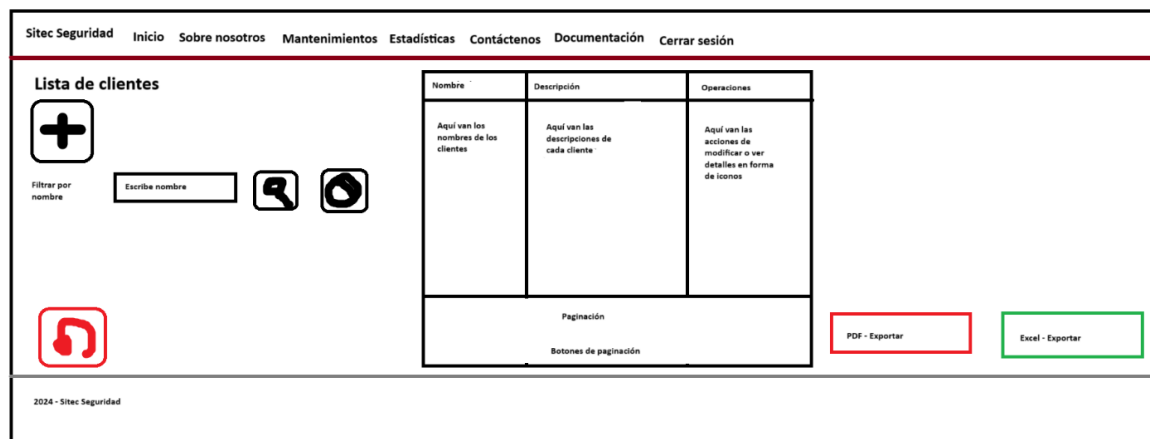 Sitec Seguridad Inicio Sobre nosotros Mantenimientos Estadísticas Contáctenos Documentación Cerrar sesión
Lista de clientes
Filtrar por
nombre
Escribe nombre
Nombre Descripción Operaciones
Aquí van los
nombres de los
clientes
Aquí van las
descripciones de
cada cliente
Aquí van las
acciones de
modificar o ver
detalles en forma
de iconos
Paginación
Botones de paginación
PDF - Exportar
Excel - Exportar
2024 - Sitec Seguridad